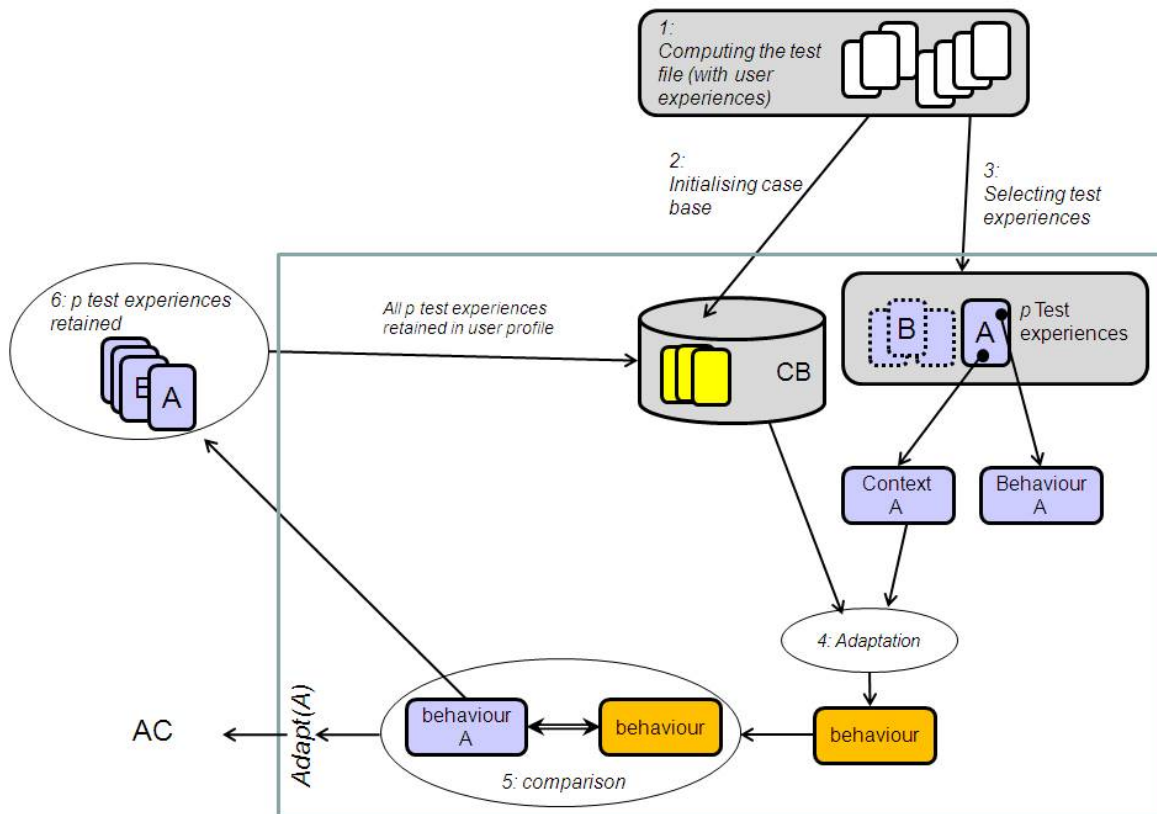 1:
Computing the test
file (with user
experiences)
2:
Initialising case
base
3:
Selecting test
experiences
6: p test experiences
retained
B
A
All p test experiences
retained in user profile
CB
B
A
p Test
experiences
Context
A
Behaviour
A
4: Adaptation
behaviour
behaviour
A
behaviour
5: comparison
Adapt(A)
AC